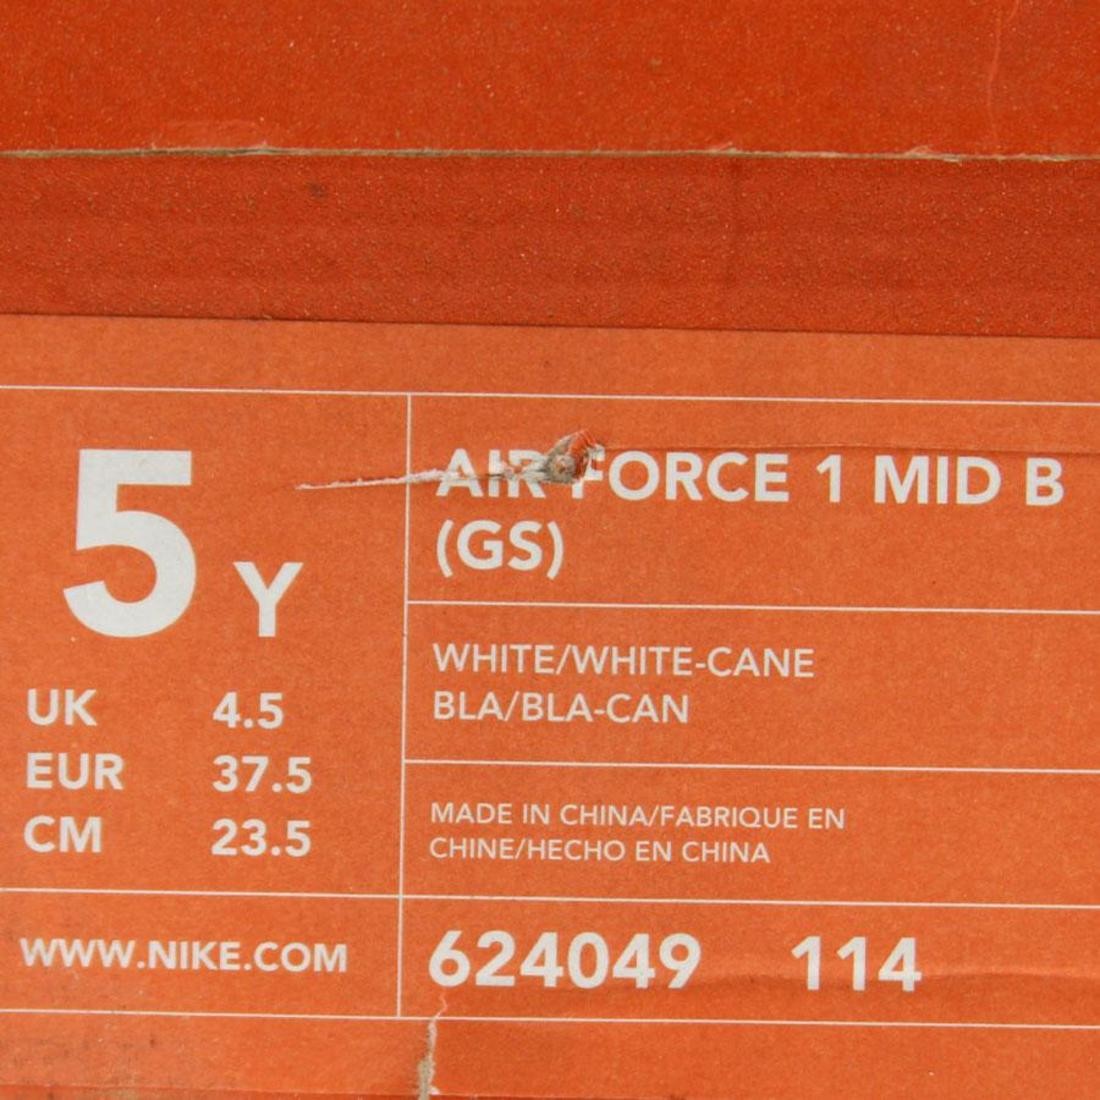 5 Y
UK 4.5
EUR 37.5
CM 23.5
WWW.NIKE.COM
AIR FORCE 1 MID B
(GS)
WHITE/WHITE-CANE
BLA/BLA-CAN
MADE IN CHINA/FABRIQUE EN
CHINE/HECHO EN CHINA
624049 114